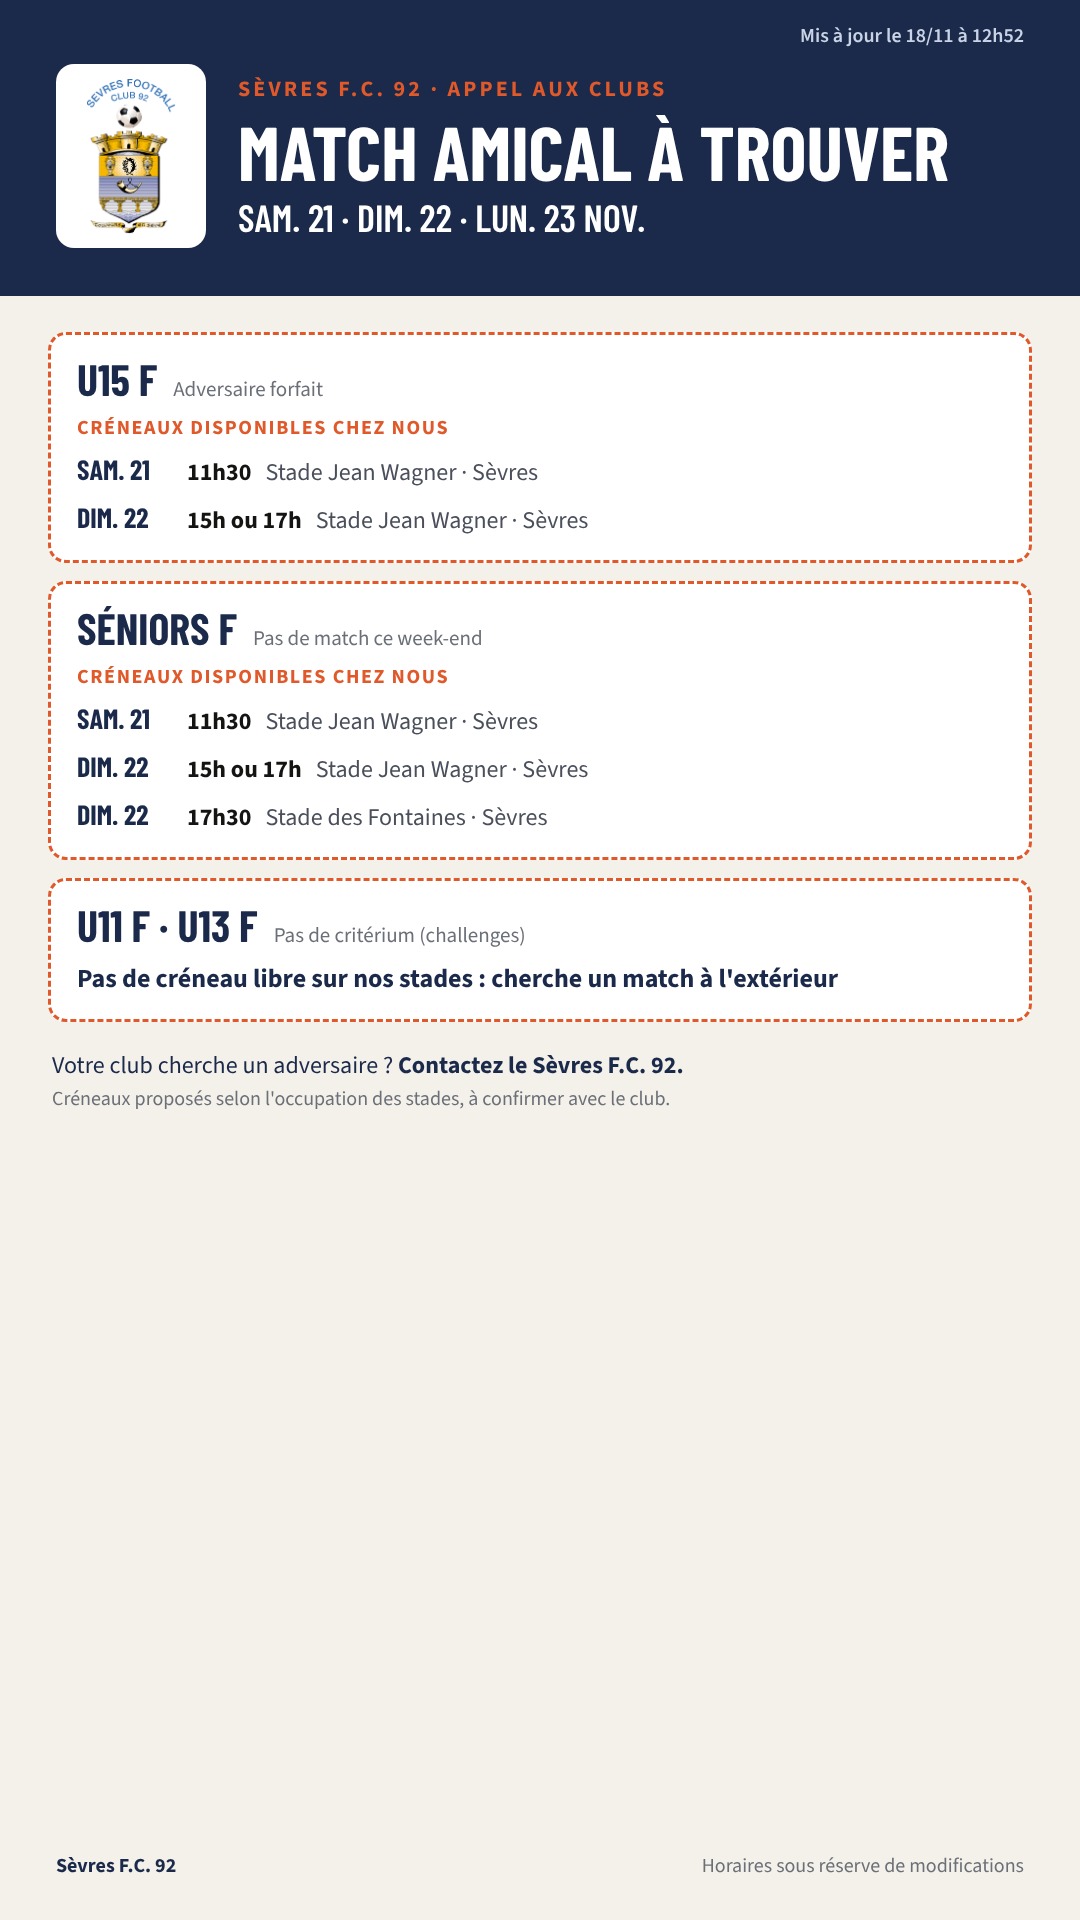 Mis à jour le 18/11 à 12h52
SEVRES FOOTBALL
CLUB 92
SÈVRES F.C. 92 · APPEL AUX CLUBS
MATCH AMICAL À TROUVER
SAM. 21 · DIM. 22 · LUN. 23 NOV.
U15 F Adversaire forfait
CRÉNEAUX DISPONIBLES CHEZ NOUS
SAM. 21 11h30 Stade Jean Wagner · Sèvres
DIM. 22 15h ou 17h Stade Jean Wagner · Sèvres
SÉNIORS F Pas de match ce week-end
CRÉNEAUX DISPONIBLES CHEZ NOUS
SAM. 21 11h30 Stade Jean Wagner · Sèvres
DIM. 22 15h ou 17h Stade Jean Wagner · Sèvres
DIM. 22 17h30 Stade des Fontaines · Sèvres
U11 F · U13 F Pas de critérium (challenges)
Pas de créneau libre sur nos stades : cherche un match à l'extérieur
Votre club cherche un adversaire ? Contactez le Sèvres F.C. 92.
Créneaux proposés selon l'occupation des stades, à confirmer avec le club.
Sèvres F.C. 92 Horaires sous réserve de modifications